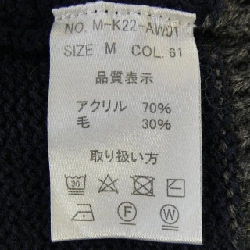 NO. M-K22-AW01
SIZE M COL. 81
品質表示
アクリル 70%
毛 30%
取り扱い方
30
F W